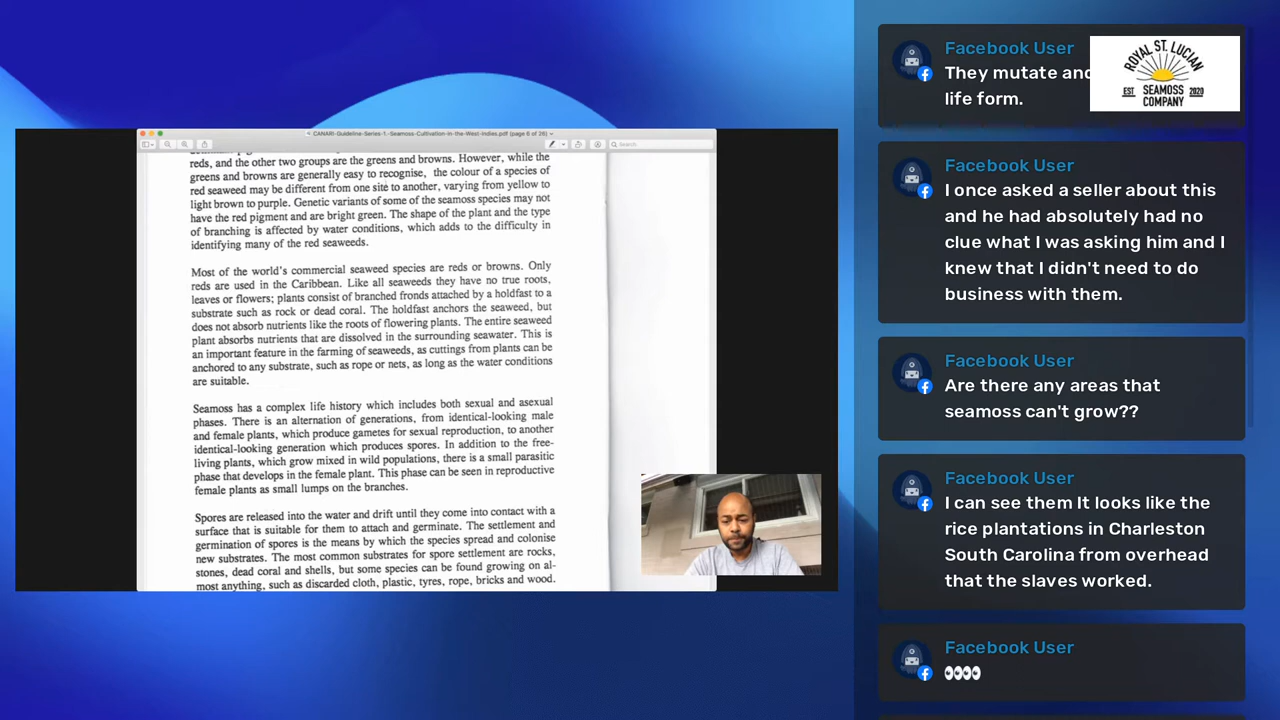 CANARI-Guideline-Series-1.-Seamoss-Cultivation-in-the-West-Indies.pdf (page 6 of 26)
Search
reds, and the other two groups are the greens and browns. However, while the
greens and browns are generally easy to recognise, the colour of a species of
red seaweed may be different from one site to another, varying from yellow to
light brown to purple. Genetic variants of some of the seamoss species may not
have the red pigment and are bright green. The shape of the plant and the type
of branching is affected by water conditions, which adds to the difficulty in
identifying many of the red seaweeds.
Most of the world's commercial seaweed species are reds or browns. Only
reds are used in the Caribbean. Like all seaweeds they have no true roots,
leaves or flowers; plants consist of branched fronds attached by a holdfast to a
substrate such as rock or dead coral. The holdfast anchors the seaweed, but
does not absorb nutrients like the roots of flowering plants. The entire seaweed
plant absorbs nutrients that are dissolved in the surrounding seawater. This is
an important feature in the farming of seaweeds, as cuttings from plants can be
anchored to any substrate, such as rope or nets, as long as the water conditions
are suitable.
Seamoss has a complex life history which includes both sexual and asexual
phases. There is an alternation of generations, from identical-looking male
and female plants, which produce gametes for sexual reproduction, to another
identical-looking generation which produces spores. In addition to the free-
living plants, which grow mixed in wild populations, there is a small parasitic
phase that develops in the female plant. This phase can be seen in reproductive
female plants as small lumps on the branches.
Spores are released into the water and drift until they come into contact with a
surface that is suitable for them to attach and germinate. The settlement and
germination of spores is the means by which the species spread and colonise
new substrates. The most common substrates for spore settlement are rocks,
stones, dead coral and shells, but some species can be found growing on al-
most anything, such as discarded cloth, plastic, tyres, rope, bricks and wood.
Facebook User
They mutate and
life form.
ROYAL ST. LUCIAN
EST SEAMOSS 2020
COMPANY
Facebook User
I once asked a seller about this
and he had absolutely had no
clue what I was asking him and I
knew that I didn't need to do
business with them.
Facebook User
Are there any areas that
seamoss can't grow??
Facebook User
I can see them It looks like the
rice plantations in Charleston
South Carolina from overhead
that the slaves worked.
Facebook User
👀👀